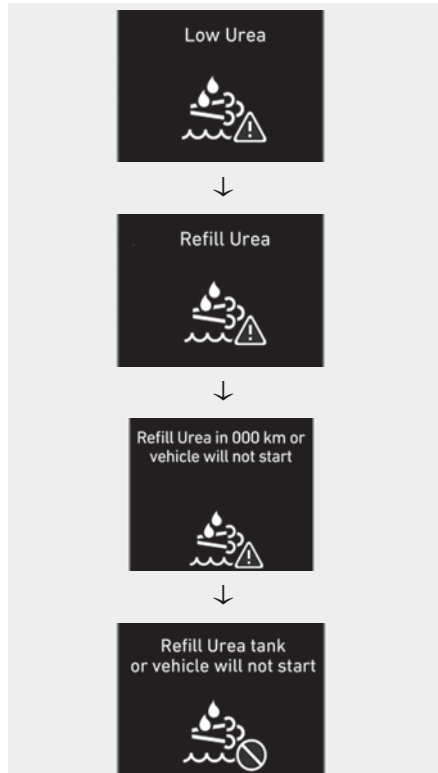 Low Urea
Refill Urea
Refill Urea in 000 km or
vehicle will not start
Refill Urea tank
or vehicle will not start